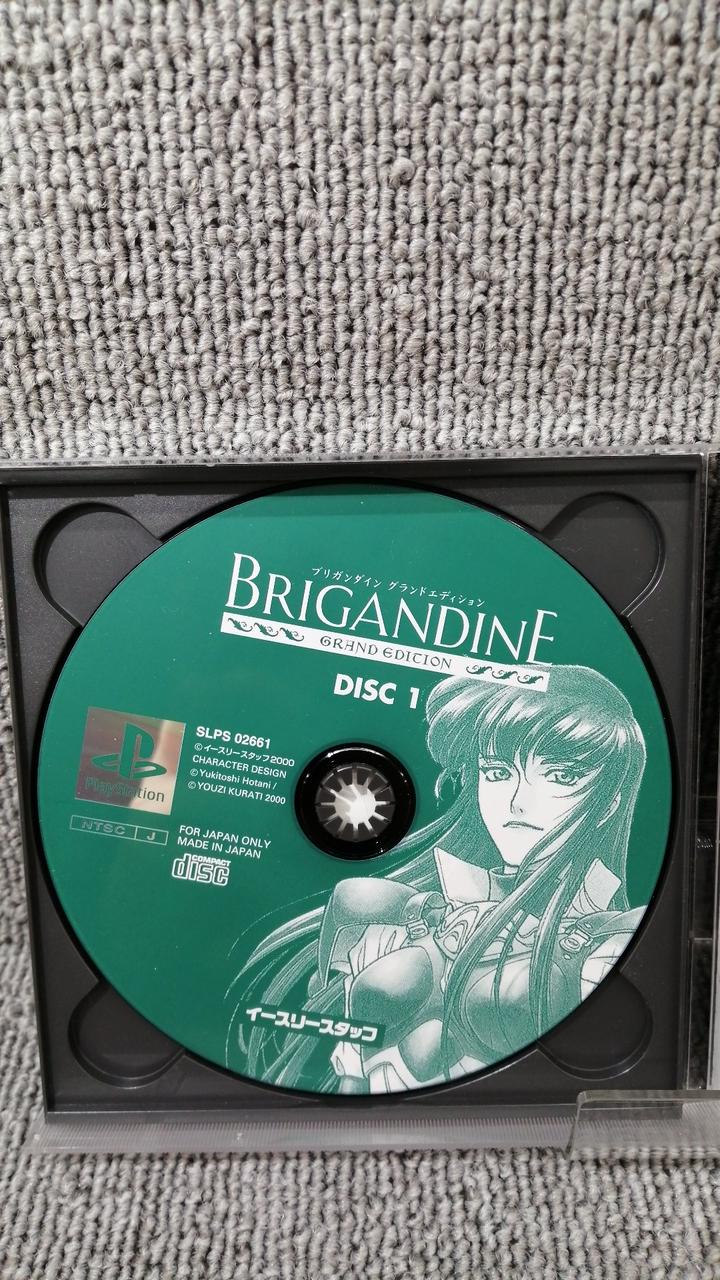 ブリガンダイン グランドエディション
BRIGANDINE
GRAND EDITION
DISC 1
PlayStation
SLPS 02661
©イースリースタッフ2000
CHARACTER DESIGN
©Yukitoshi Hotani /
©YOUZI KURATI 2000
NTSC J
FOR JAPAN ONLY
MADE IN JAPAN
COMPACT
disc
イースリースタッフ